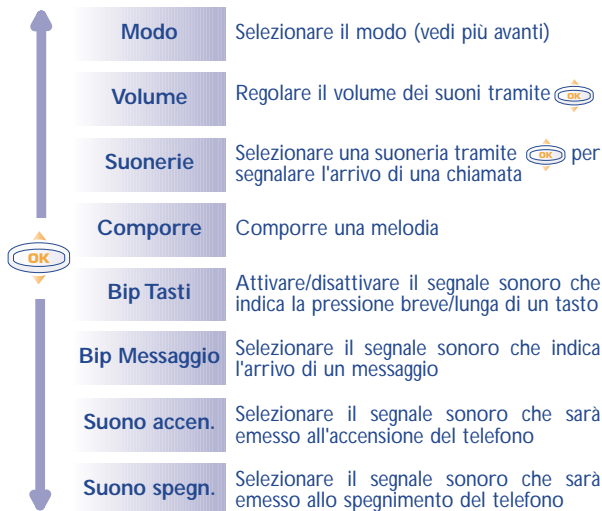 Modo
Selezionare il modo (vedi più avanti)
Volume
Regolare il volume dei suoni tramite OK
Suonerie
Selezionare una suoneria tramite OK per
segnalare l'arrivo di una chiamata
Comporre
Comporre una melodia
OK
Bip Tasti
Attivare/disattivare il segnale sonoro che
indica la pressione breve/lunga di un tasto
Bip Messaggio
Selezionare il segnale sonoro che indica
l'arrivo di un messaggio
Suono accen.
Selezionare il segnale sonoro che sarà
emesso all'accensione del telefono
Suono spegn.
Selezionare il segnale sonoro che sarà
emesso allo spegnimento del telefono